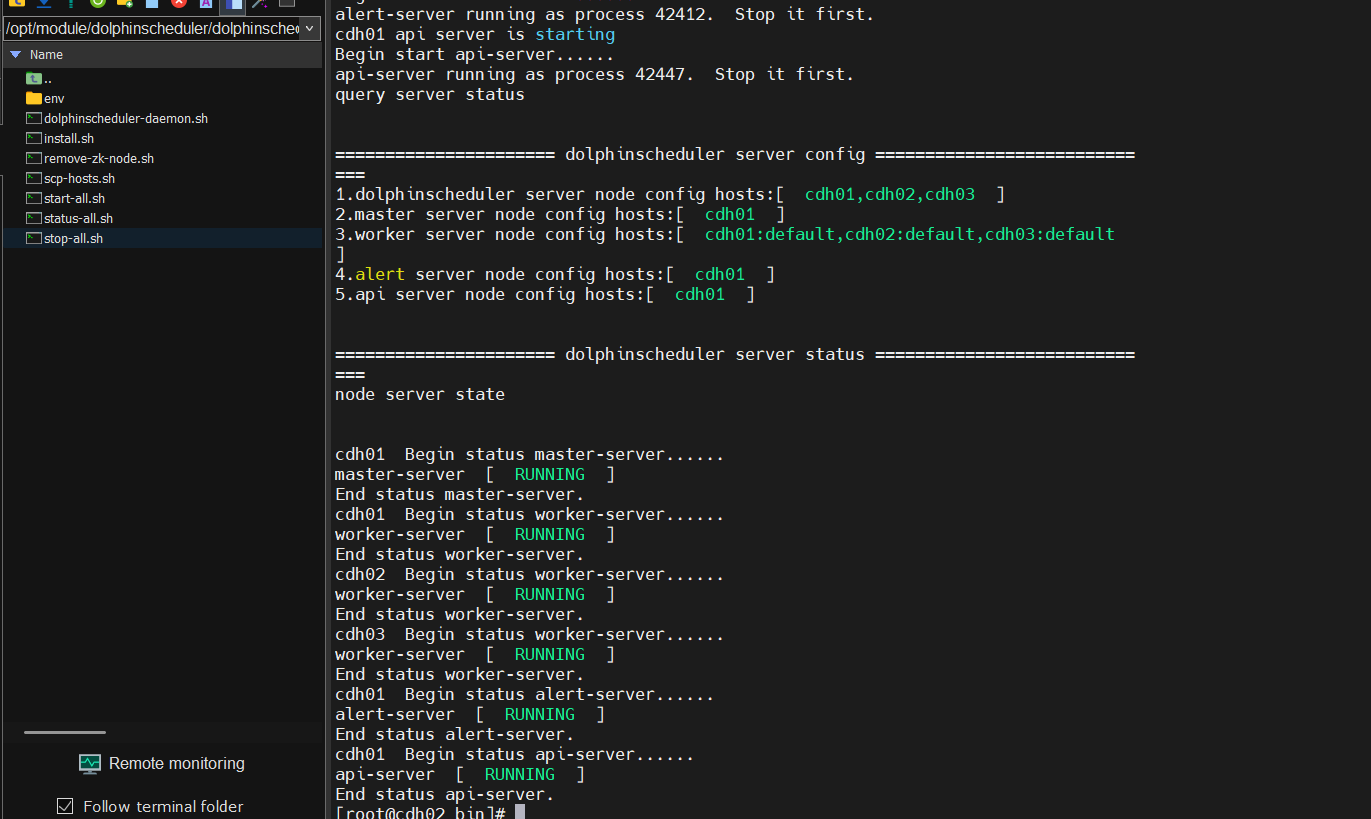 /opt/module/dolphinscheduler/dolphinsche
Name
..
env
dolphinscheduler-daemon.sh
install.sh
remove-zk-node.sh
scp-hosts.sh
start-all.sh
status-all.sh
stop-all.sh
Remote monitoring
Follow terminal folder
alert-server running as process 42412.  Stop it first.
cdh01 api server is starting
Begin start api-server......
api-server running as process 42447.  Stop it first.
query server status
====================== dolphinscheduler server config ==========================
===
1.dolphinscheduler server node config hosts:[  cdh01,cdh02,cdh03  ]
2.master server node config hosts:[  cdh01  ]
3.worker server node config hosts:[  cdh01:default,cdh02:default,cdh03:default
]
4.alert server node config hosts:[  cdh01  ]
5.api server node config hosts:[  cdh01  ]
====================== dolphinscheduler server status ==========================
===
node server state
cdh01  Begin status master-server......
master-server  [  RUNNING  ]
End status master-server.
cdh01  Begin status worker-server......
worker-server  [  RUNNING  ]
End status worker-server.
cdh02  Begin status worker-server......
worker-server  [  RUNNING  ]
End status worker-server.
cdh03  Begin status worker-server......
worker-server  [  RUNNING  ]
End status worker-server.
cdh01  Begin status alert-server......
alert-server  [  RUNNING  ]
End status alert-server.
cdh01  Begin status api-server......
api-server  [  RUNNING  ]
End status api-server.
[root@cdh02 bin]#